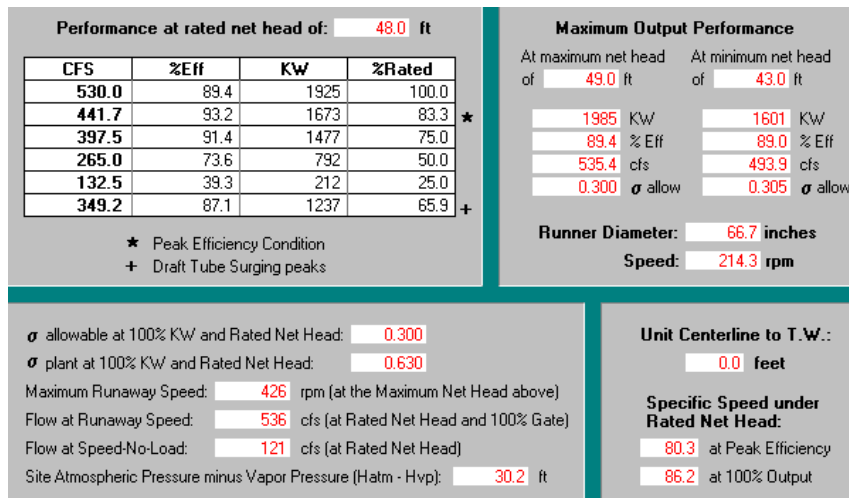 Performance at rated net head of: 48.0 ft
CFS %Eff KW %Rated
530.0 89.4 1925 100.0
441.7 93.2 1673 83.3 ★
397.5 91.4 1477 75.0
265.0 73.6 792 50.0
132.5 39.3 212 25.0
349.2 87.1 1237 65.9 +
★ Peak Efficiency Condition
+ Draft Tube Surging peaks
Maximum Output Performance
At maximum net head At minimum net head
of 49.0 ft of 43.0 ft
1985 KW 1601 KW
89.4 % Eff 89.0 % Eff
535.4 cfs 493.9 cfs
0.300 σ allow 0.305 σ allow
Runner Diameter: 66.7 inches
Speed: 214.3 rpm
σ allowable at 100% KW and Rated Net Head: 0.300
σ plant at 100% KW and Rated Net Head: 0.630
Maximum Runaway Speed: 426 rpm (at the Maximum Net Head above)
Flow at Runaway Speed: 536 cfs (at Rated Net Head and 100% Gate)
Flow at Speed-No-Load: 121 cfs (at Rated Net Head)
Site Atmospheric Pressure minus Vapor Pressure (Hatm - Hvp): 30.2 ft
Unit Centerline to T.W.:
0.0 feet
Specific Speed under
Rated Net Head:
80.3 at Peak Efficiency
86.2 at 100% Output